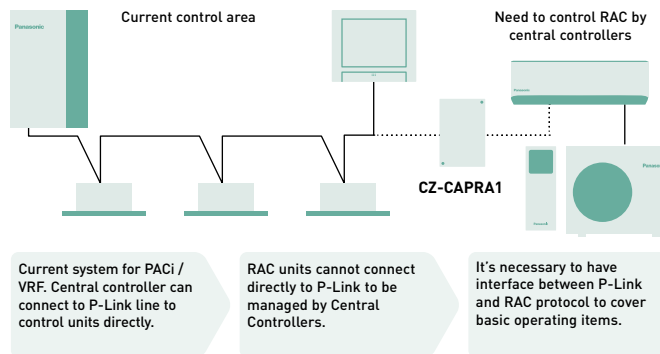 Current control area
Need to control RAC by
central controllers
Panasonic
Panasonic
CZ-CAPRA1
Panasonic
Panasonic
Current system for PACi /
VRF. Central controller can
connect to P-Link line to
control units directly.
RAC units cannot connect
directly to P-Link to be
managed by Central
Controllers.
It's necessary to have
interface between P-Link
and RAC protocol to cover
basic operating items.